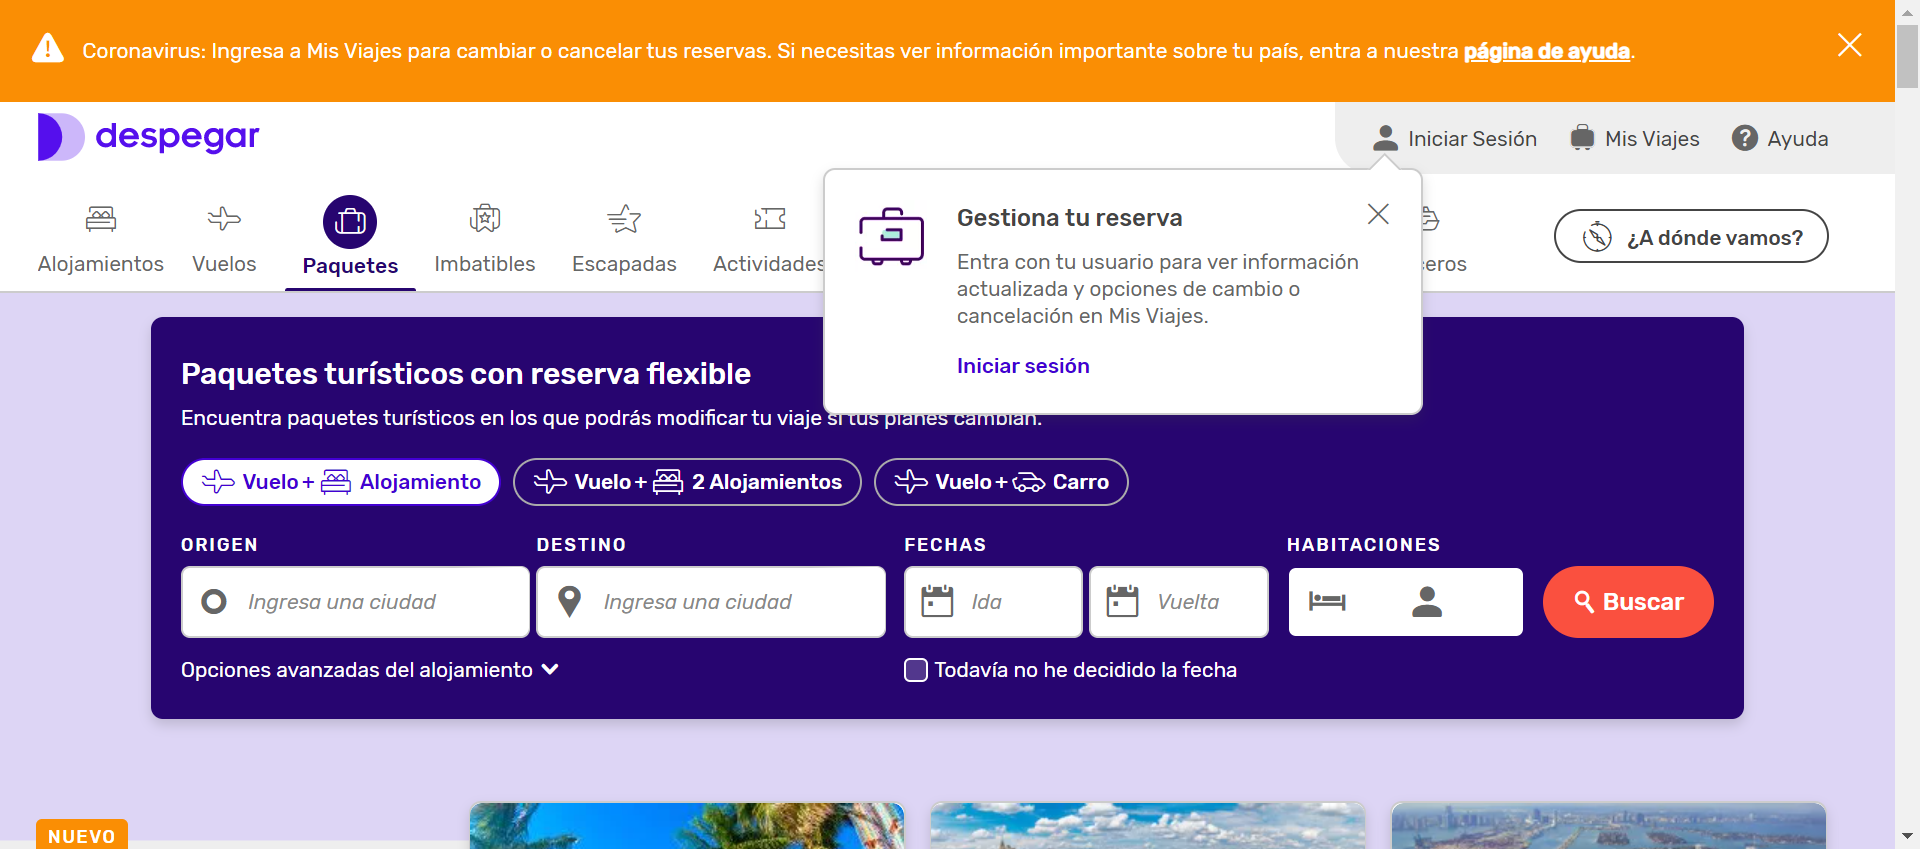 Coronavirus: Ingresa a Mis Viajes para cambiar o cancelar tus reservas. Si necesitas ver información importante sobre tu país, entra a nuestra página de ayuda.
despegar
Iniciar Sesión
Mis Viajes
Ayuda
Alojamientos
Vuelos
Paquetes
Imbatibles
Escapadas
Actividades
ceros
¿A dónde vamos?
Gestiona tu reserva
Entra con tu usuario para ver información
actualizada y opciones de cambio o
cancelación en Mis Viajes.
Iniciar sesión
Paquetes turísticos con reserva flexible
Encuentra paquetes turísticos en los que podrás modificar tu viaje si tus planes cambian.
Vuelo + Alojamiento
Vuelo + 2 Alojamientos
Vuelo + Carro
ORIGEN
DESTINO
FECHAS
HABITACIONES
Ingresa una ciudad
Ingresa una ciudad
Ida
Vuelta
Buscar
Opciones avanzadas del alojamiento
Todavía no he decidido la fecha
NUEVO